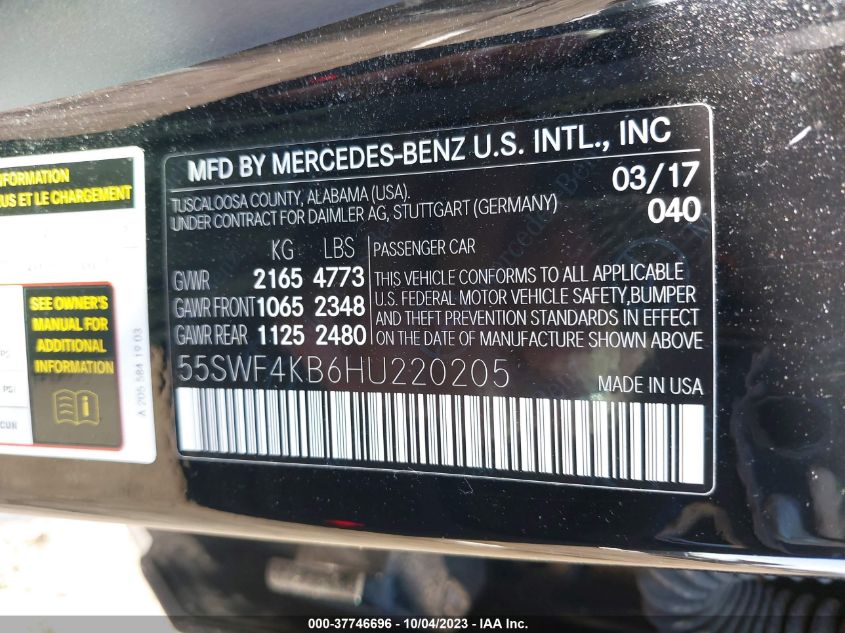 NFORMATION
US ET LE CHARGEMENT
SEE OWNER'S
MANUAL FOR
ADDITIONAL
INFORMATION
A 205 584 19 03
MFD BY MERCEDES-BENZ U.S. INTL., INC
TUSCALOOSA COUNTY, ALABAMA (USA).
UNDER CONTRACT FOR DAIMLER AG, STUTTGART (GERMANY)
03/17
040
KG LBS
GVWR 2165 4773
GAWR FRONT 1065 2348
GAWR REAR 1125 2480
PASSENGER CAR
THIS VEHICLE CONFORMS TO ALL APPLICABLE
U.S. FEDERAL MOTOR VEHICLE SAFETY,BUMPER
AND THEFT PREVENTION STANDARDS IN EFFECT
ON THE DATE OF MANUFACTURE SHOWN ABOVE
55SWF4KB6HU220205
MADE IN USA
000-37746696 - 10/04/2023 - IAA Inc.